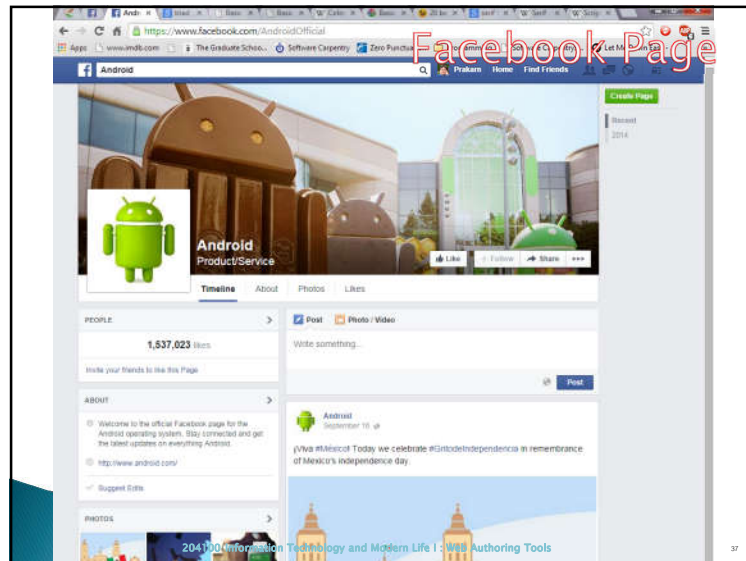 Facebook Page
https://www.facebook.com/AndroidOfficial
Apps www.imdb.com The Graduate Schoo... Software Carpentry Zero Punctua
Android
Prakarn Home Find Friends
Create Page
Recent
2014
Android
Product/Service
Like Follow Share
Timeline About Photos Likes
PEOPLE
1,537,023 likes
Invite your friends to like this Page
ABOUT
Welcome to the official Facebook page for the
Android operating system. Stay connected and get
the latest updates on everything Android.
http://www.android.com/
Suggest Edits
PHOTOS
Post Photo / Video
Write something...
Post
Android
September 16
¡Viva #México! Today we celebrate #GritodeIndependencia in remembrance
of Mexico's independence day.
204100 Information Technology and Modern Life I : Web Authoring Tools
37